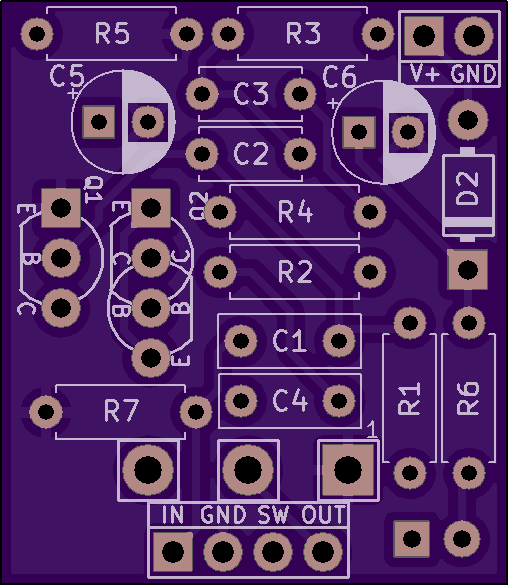 R5
R3
V+ GND
C5
+
C3
C6
+
C2
Q1
Q2
D2
E
B
C
E
C
C
B
B
E
R4
R2
C1
C4
R1
R6
R7
1
IN GND SW OUT